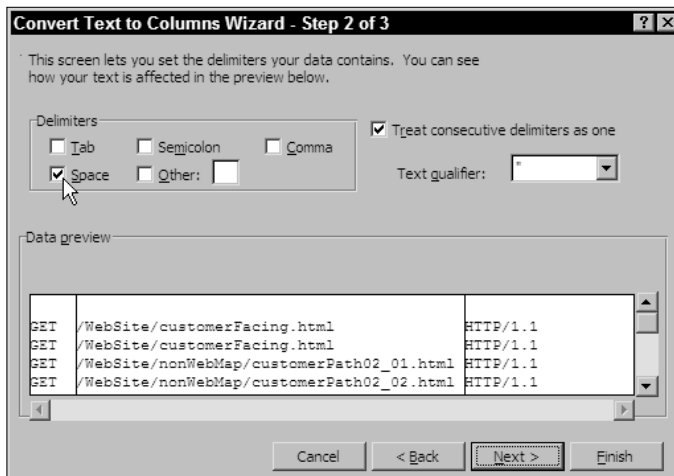 Convert Text to Columns Wizard - Step 2 of 3
This screen lets you set the delimiters your data contains. You can see
how your text is affected in the preview below.
Delimiters
Tab Semicolon Comma
Space Other:
Treat consecutive delimiters as one
Text qualifier: "
Data preview
GET /WebSite/customerFacing.html HTTP/1.1
GET /WebSite/customerFacing.html HTTP/1.1
GET /WebSite/nonWebMap/customerPath02_01.html HTTP/1.1
GET /WebSite/nonWebMap/customerPath02_02.html HTTP/1.1
Cancel < Back Next > Finish